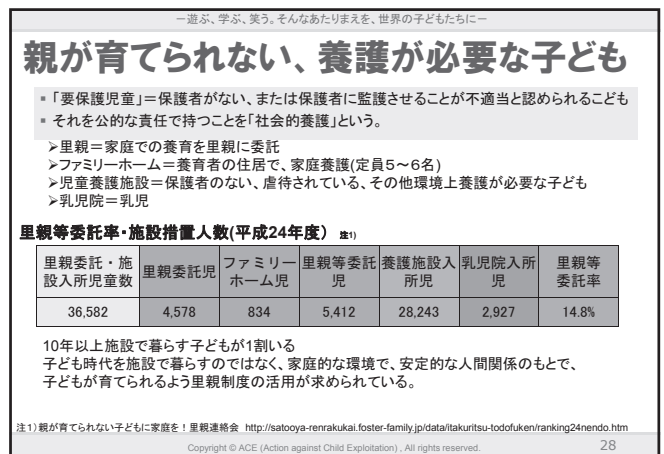 －遊ぶ、学ぶ、笑う。そんなあたりまえを、世界の子どもたちに－
親が育てられない、養護が必要な子ども
▪ 「要保護児童」＝保護者がない、または保護者に監護させることが不適当と認められるこども
▪ それを公的な責任で持つことを「社会的養護」という。
➢里親＝家庭での養育を里親に委託
➢ファミリーホーム＝養育者の住居で、家庭養護(定員５～６名)
➢児童養護施設＝保護者のない、虐待されている、その他環境上養護が必要な子ども
➢乳児院＝乳児
里親等委託率・施設措置人数(平成24年度) 注1)
里親委託・施設入所児童数 里親委託児 ファミリーホーム児 里親等委託児 養護施設入所児 乳児院入所児 里親等委託率
36,582 4,578 834 5,412 28,243 2,927 14.8%
10年以上施設で暮らす子どもが1割いる
子ども時代を施設で暮らすのではなく、家庭的な環境で、安定的な人間関係のもとで、
子どもが育てられるよう里親制度の活用が求められている。
注1)親が育てられない子どもに家庭を！里親連絡会 http://satooya-renrakukai.foster-family.jp/data/itakuritsu-todofuken/ranking24nendo.htm
Copyright © ACE (Action against Child Exploitation) , All rights reserved.
28